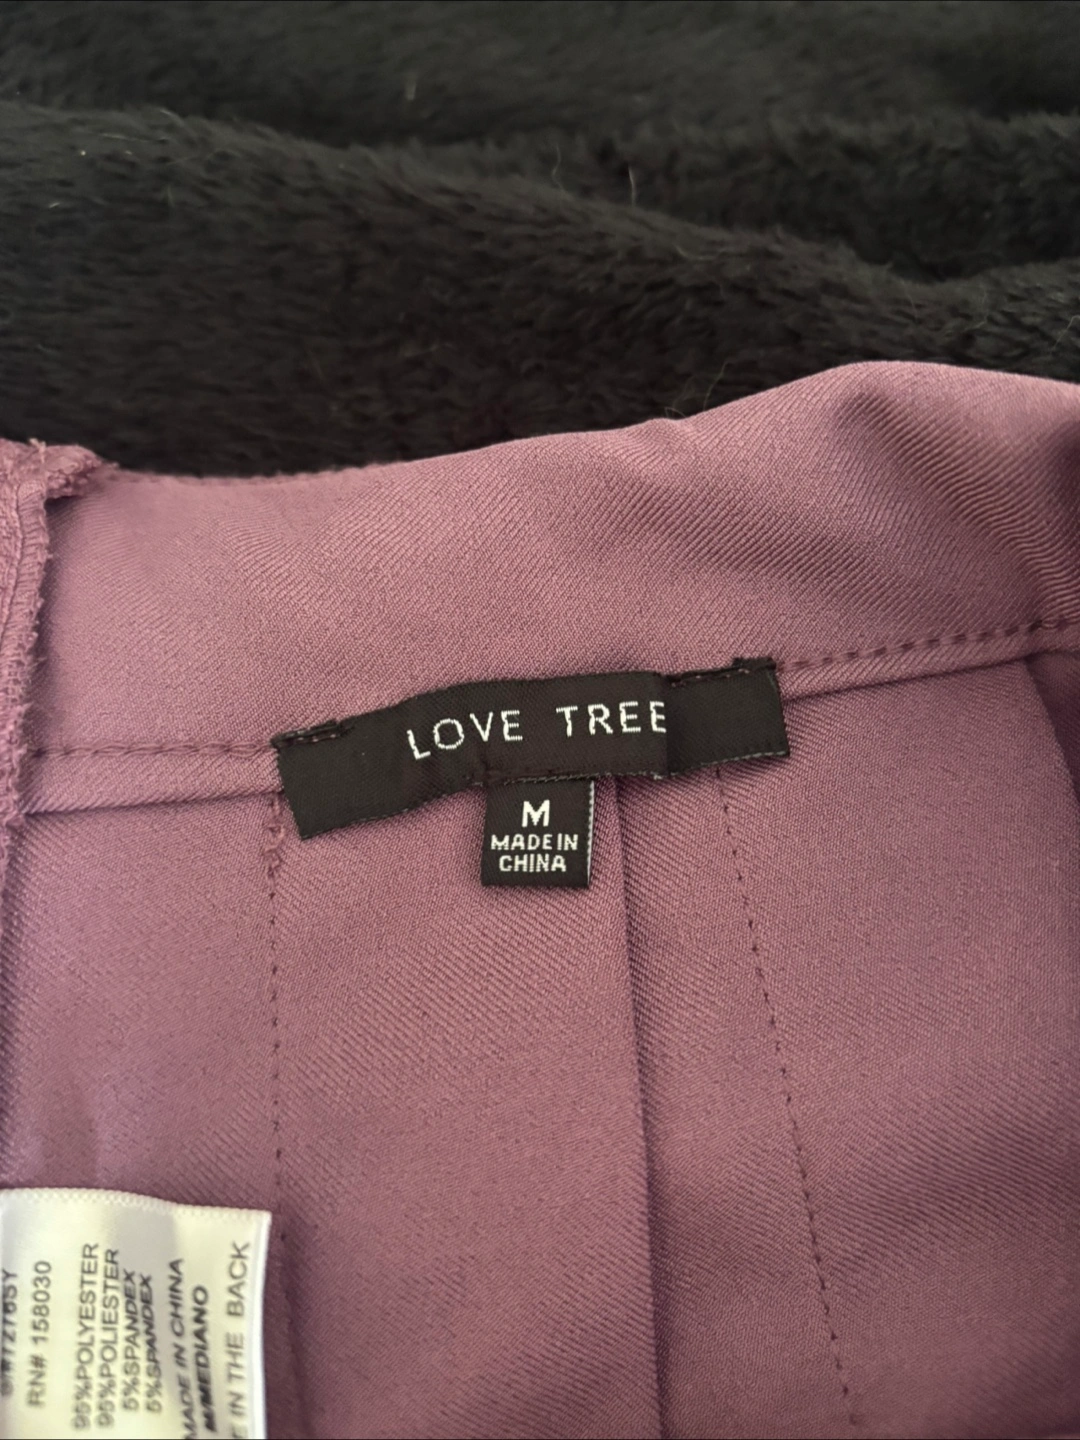 LOVE TREE
M
MADE IN
CHINA
RN# 158030
95%POLYESTER
95%POLIESTER
5%SPANDEX
5%SPANDEX
MADE IN CHINA
M/MEDIANO
IN THE BACK